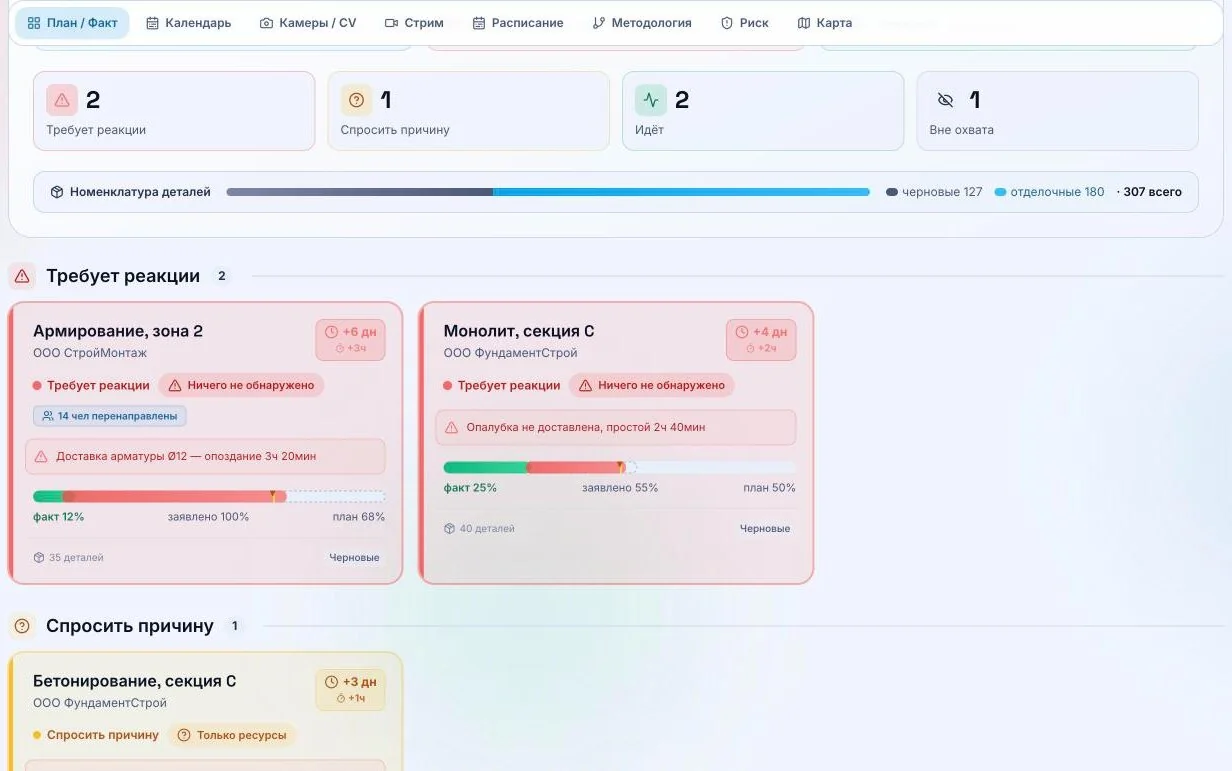 План / Факт
Календарь
Камеры / CV
Стрим
Расписание
Методология
Риск
Карта
2
Требует реакции
1
Спросить причину
2
Идёт
1
Вне охвата
Номенклатура деталей
черновые 127
отделочные 180
· 307 всего
Требует реакции 2
Армирование, зона 2
ООО СтройМонтаж
+6 дн
+3ч
Требует реакции
Ничего не обнаружено
14 чел перенаправлены
Доставка арматуры Ø12 — опоздание 3ч 20мин
факт 12%
заявлено 100%
план 68%
35 деталей
Черновые
Монолит, секция С
ООО ФундаментСтрой
+4 дн
+2ч
Требует реакции
Ничего не обнаружено
Опалубка не доставлена, простой 2ч 40мин
факт 25%
заявлено 55%
план 50%
40 деталей
Черновые
Спросить причину 1
Бетонирование, секция С
ООО ФундаментСтрой
+3 дн
+1ч
Спросить причину
Только ресурсы